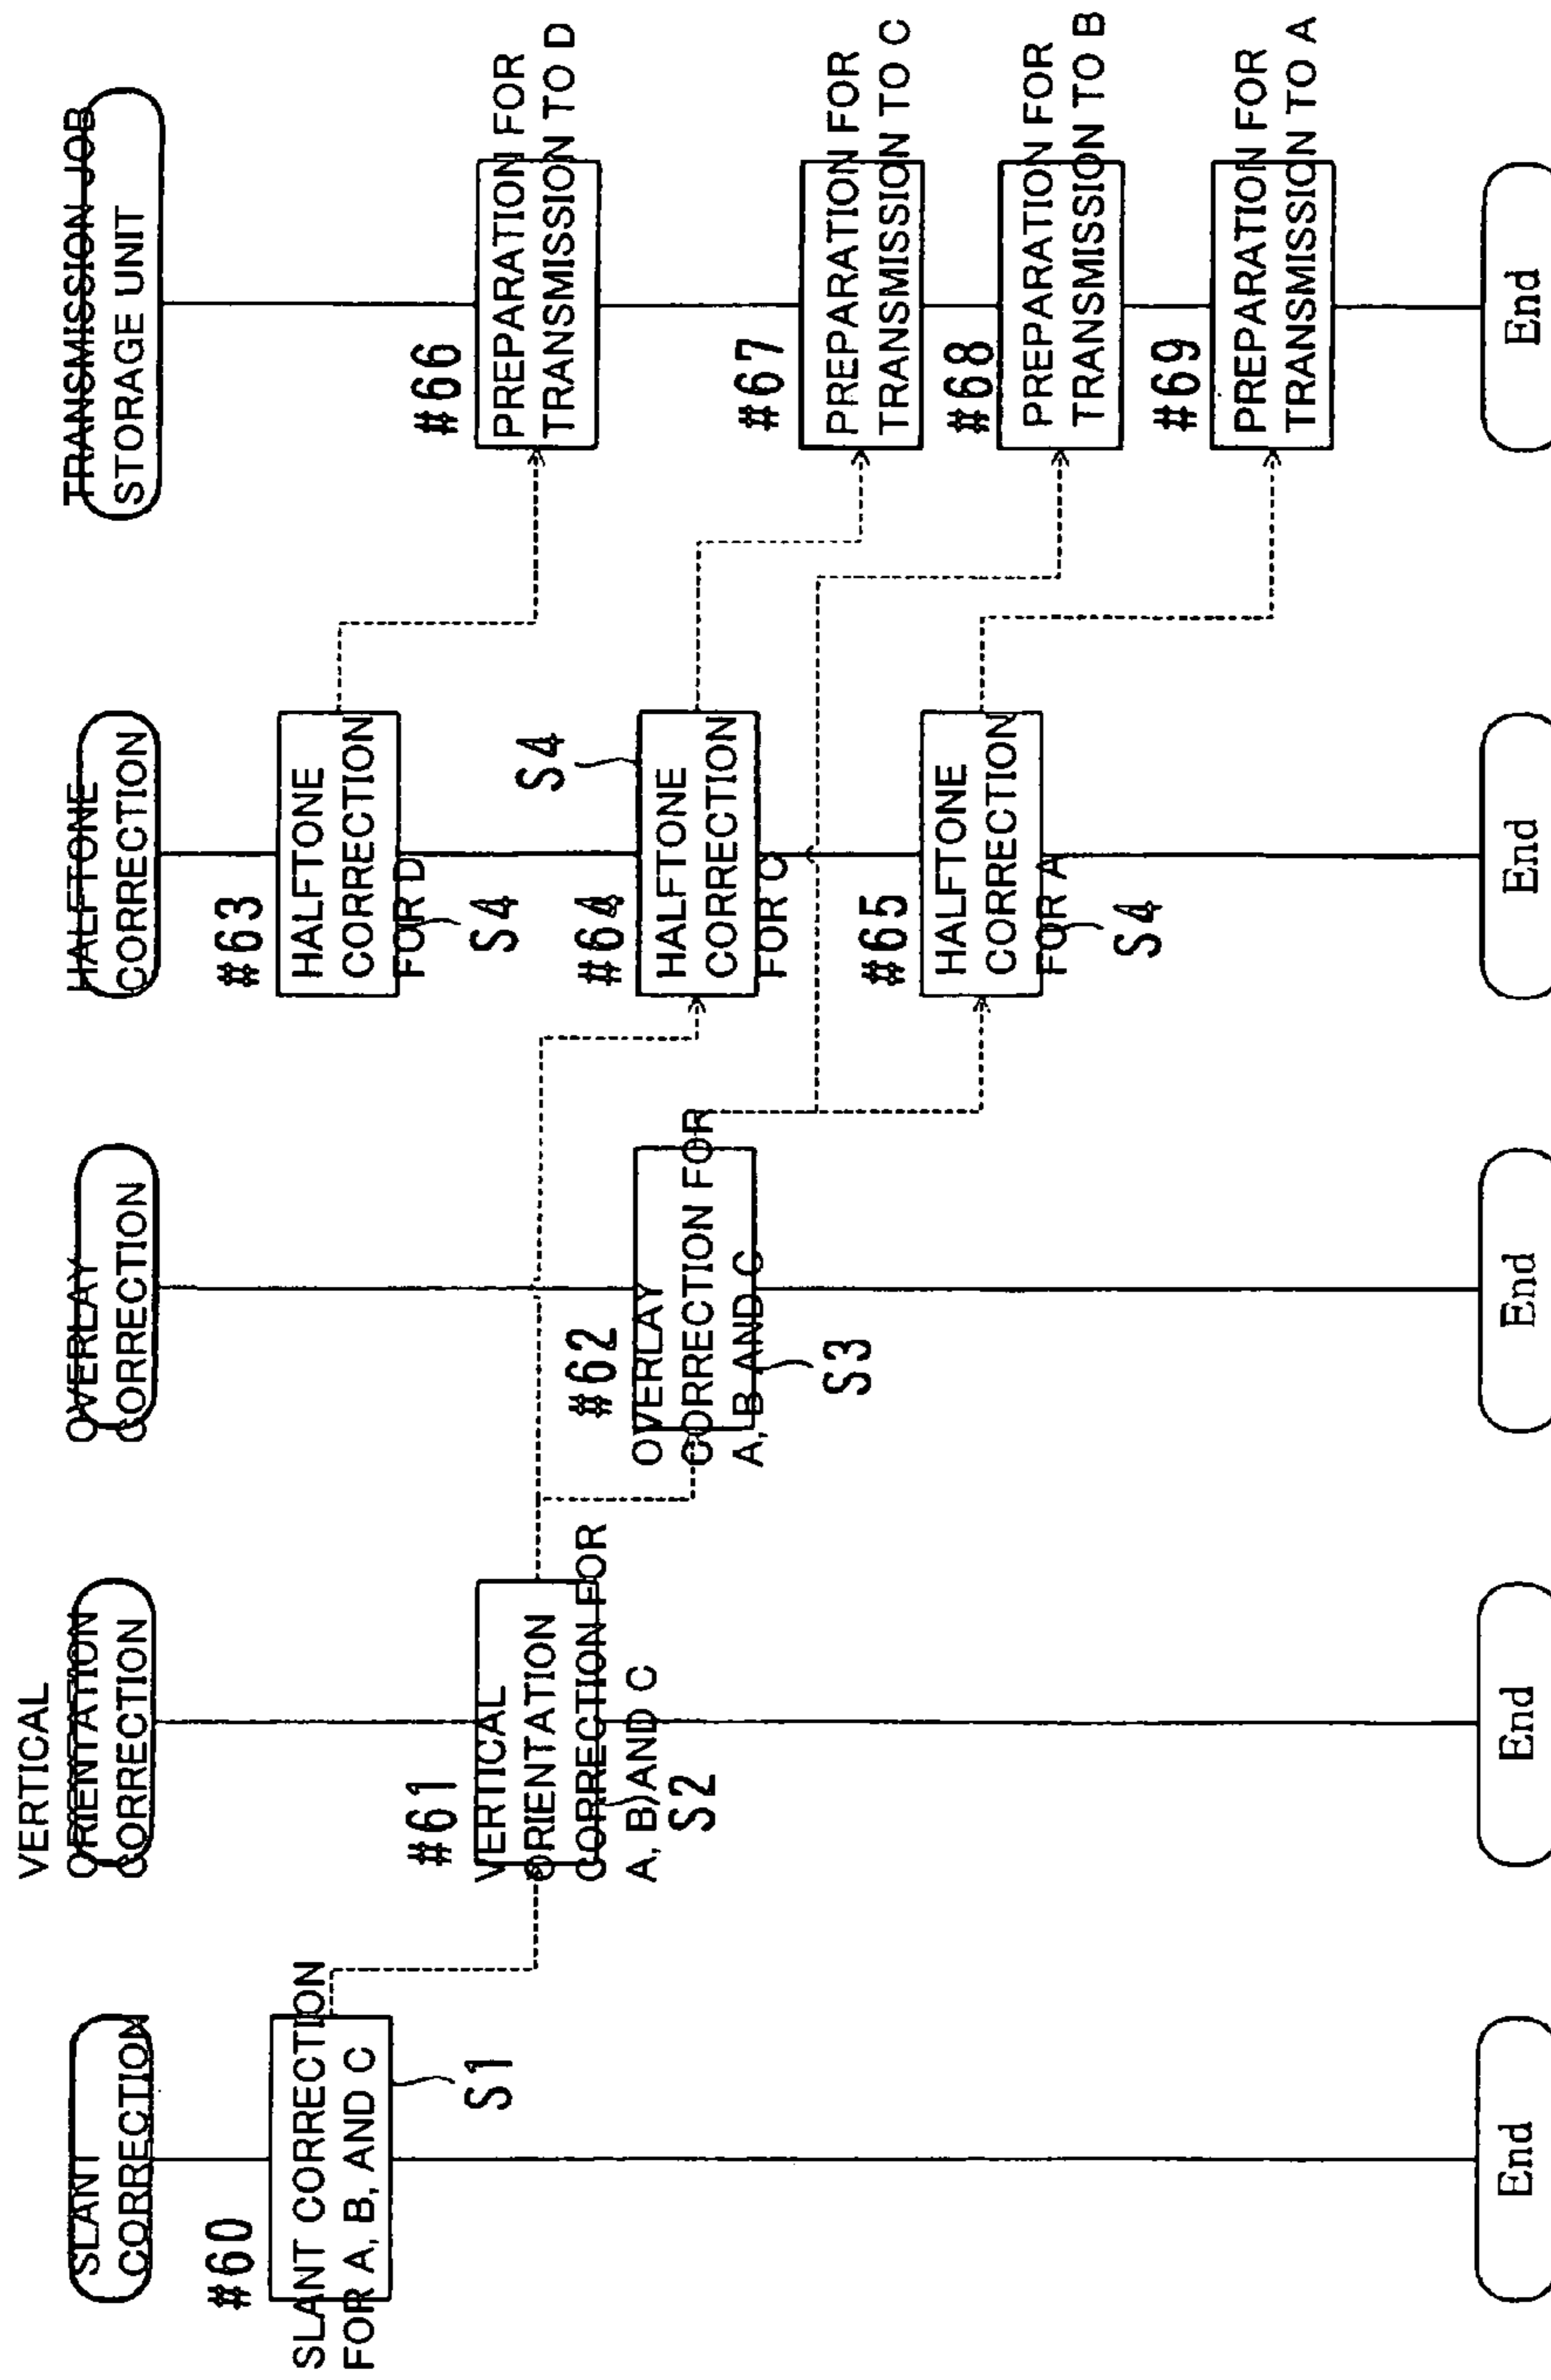 SLANT
CORRECTION
#60
SLANT CORRECTION
FOR A, B, AND C
S1
End
VERTICAL
ORIENTATION
CORRECTION
#61
VERTICAL
ORIENTATION
CORRECTION FOR
A, B AND C
S2
End
OVERLAY
CORRECTION
#62
OVERLAY
CORRECTION FOR
A, B AND C
S3
End
HALFTONE
CORRECTION
#63
HALFTONE
CORRECTION
FOR D
S4
#64
S4
HALFTONE
CORRECTION
FOR C
#65
HALFTONE
CORRECTION
FOR A
S4
End
TRANSMISSION JOB
STORAGE UNIT
#66
PREPARATION FOR
TRANSMISSION TO D
#67
PREPARATION FOR
TRANSMISSION TO C
#68
PREPARATION FOR
TRANSMISSION TO B
#69
PREPARATION FOR
TRANSMISSION TO A
End